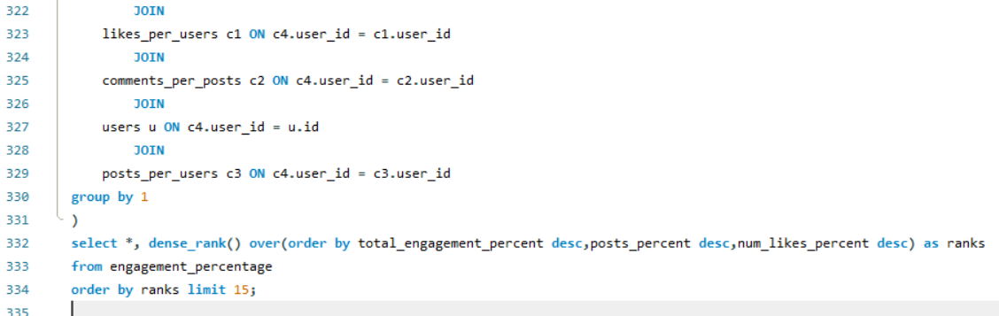 322 JOIN
323 likes_per_users c1 ON c4.user_id = c1.user_id
324 JOIN
325 comments_per_posts c2 ON c4.user_id = c2.user_id
326 JOIN
327 users u ON c4.user_id = u.id
328 JOIN
329 posts_per_users c3 ON c4.user_id = c3.user_id
330 group by 1
331 )
332 select *, dense_rank() over(order by total_engagement_percent desc,posts_percent desc,num_likes_percent desc) as ranks
333 from engagement_percentage
334 order by ranks limit 15;
335